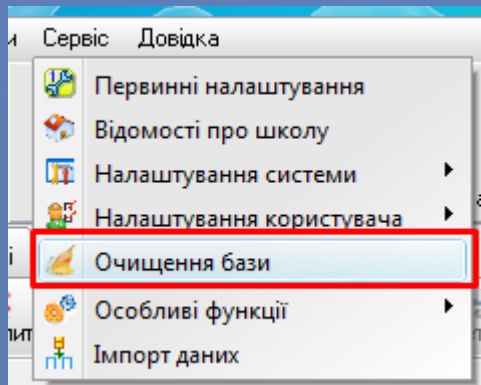 Сервіс Довідка
Первинні налаштування
Відомості про школу
Налаштування системи
Налаштування користувача
Очищення бази
Особливі функції
Імпорт даних